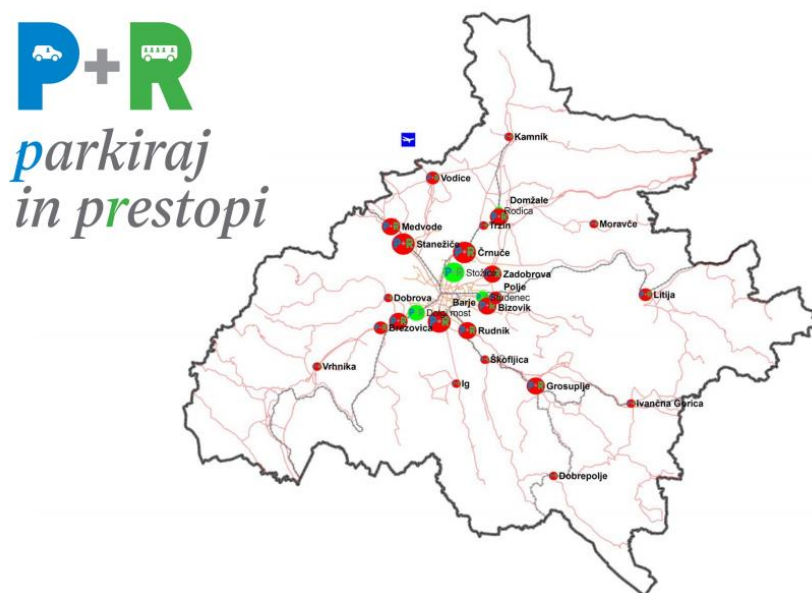 P+R
parkiraj
in prestopi
Kamnik
Vodice
Domžale
Rodica
Medvode
Trzin
Moravče
Stanežiče
Črnuče
Stožice
Zadobrova
Polje
Studenec
Litija
Dobrova
Barje
Bizovik
Dolgi most
Brezovica
Rudnik
Škofljica
Vrhnika
Ig
Grosuplje
Ivančna Gorica
Dobrepolje